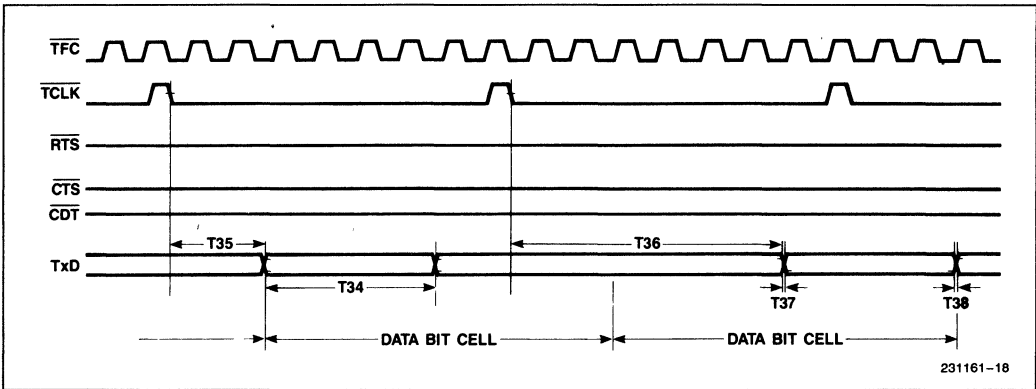 TFC
TCLK
RTS
CTS
CDT
T35
T36
TxD
T34
T37
T38
DATA BIT CELL
DATA BIT CELL
231161–18